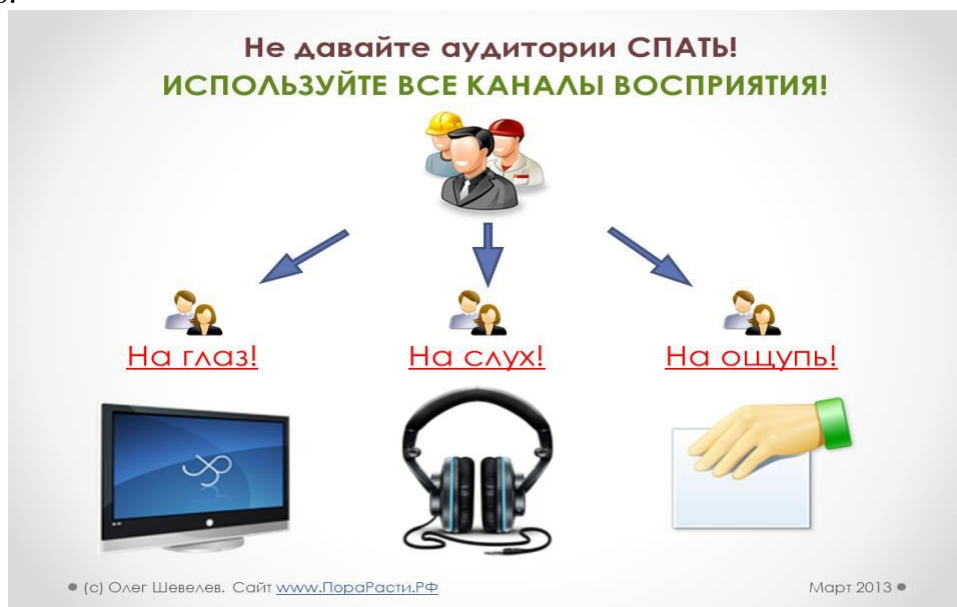 Не давайте аудитории СПАТЬ!
ИСПОЛЬЗУЙТЕ ВСЕ КАНАЛЫ ВОСПРИЯТИЯ!
На глаз!
На слух!
На ощупь!
(с) Олег Шевелев. Сайт www.ПораРасти.РФ
Март 2013